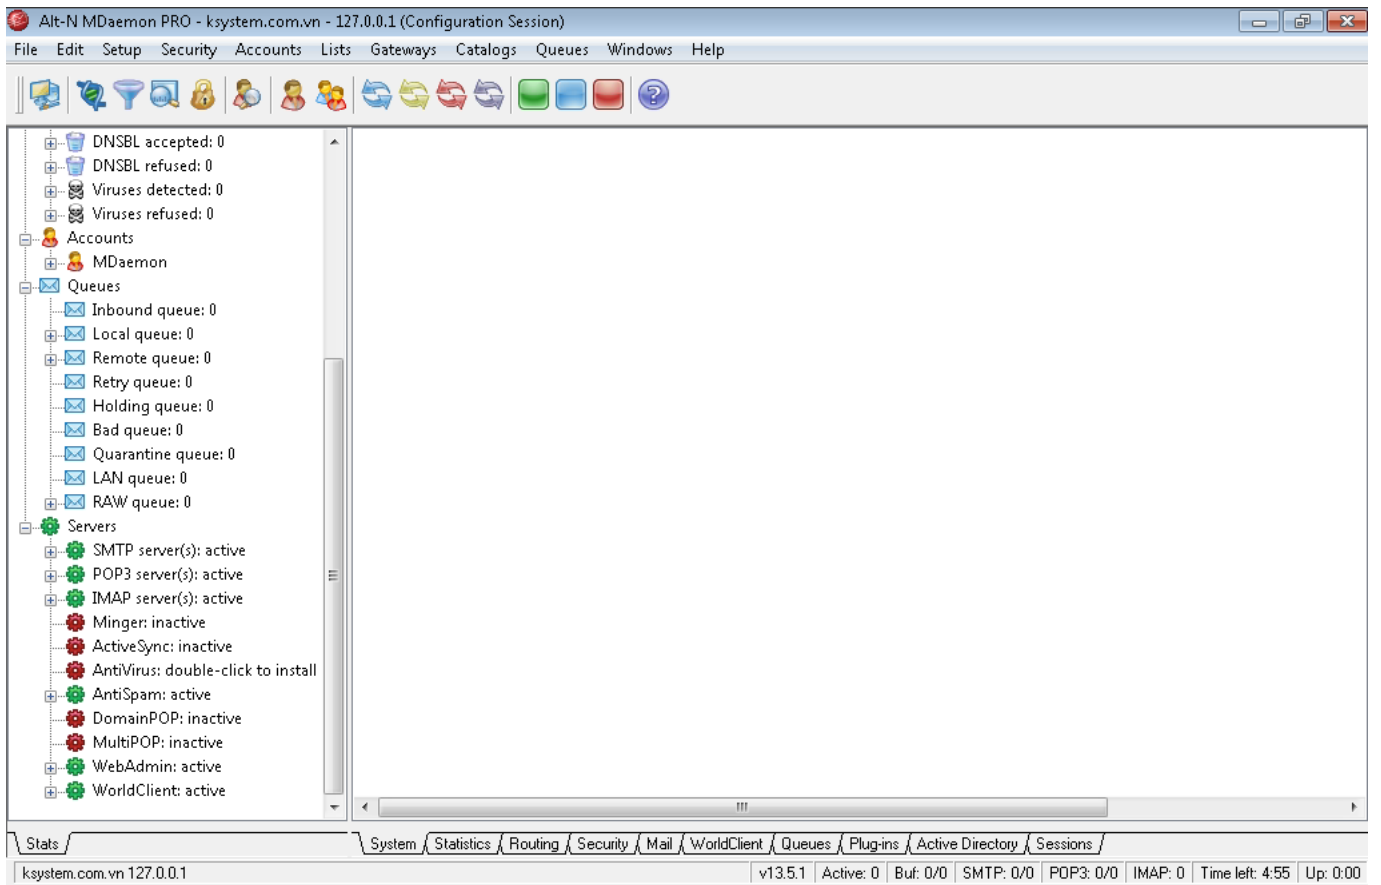 Alt-N MDaemon PRO - ksystem.com.vn - 127.0.0.1 (Configuration Session)
File Edit Setup Security Accounts Lists Gateways Catalogs Queues Windows Help
DNSBL accepted: 0
DNSBL refused: 0
Viruses detected: 0
Viruses refused: 0
Accounts
MDaemon
Queues
Inbound queue: 0
Local queue: 0
Remote queue: 0
Retry queue: 0
Holding queue: 0
Bad queue: 0
Quarantine queue: 0
LAN queue: 0
RAW queue: 0
Servers
SMTP server(s): active
POP3 server(s): active
IMAP server(s): active
Minger: inactive
ActiveSync: inactive
AntiVirus: double-click to install
AntiSpam: active
DomainPOP: inactive
MultiPOP: inactive
WebAdmin: active
WorldClient: active
Stats System Statistics Routing Security Mail WorldClient Queues Plug-ins Active Directory Sessions
ksystem.com.vn 127.0.0.1 v13.5.1 Active: 0 Buf: 0/0 SMTP: 0/0 POP3: 0/0 IMAP: 0 Time left: 4:55 Up: 0:00